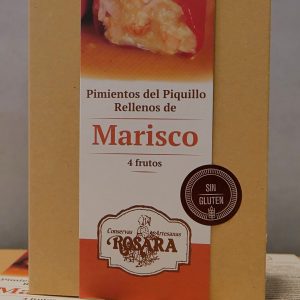 Pimientos del Piquillo
Rellenos de
Marisco
4 frutos
SIN
GLUTEN
Conservas Artesanas
ROSARA